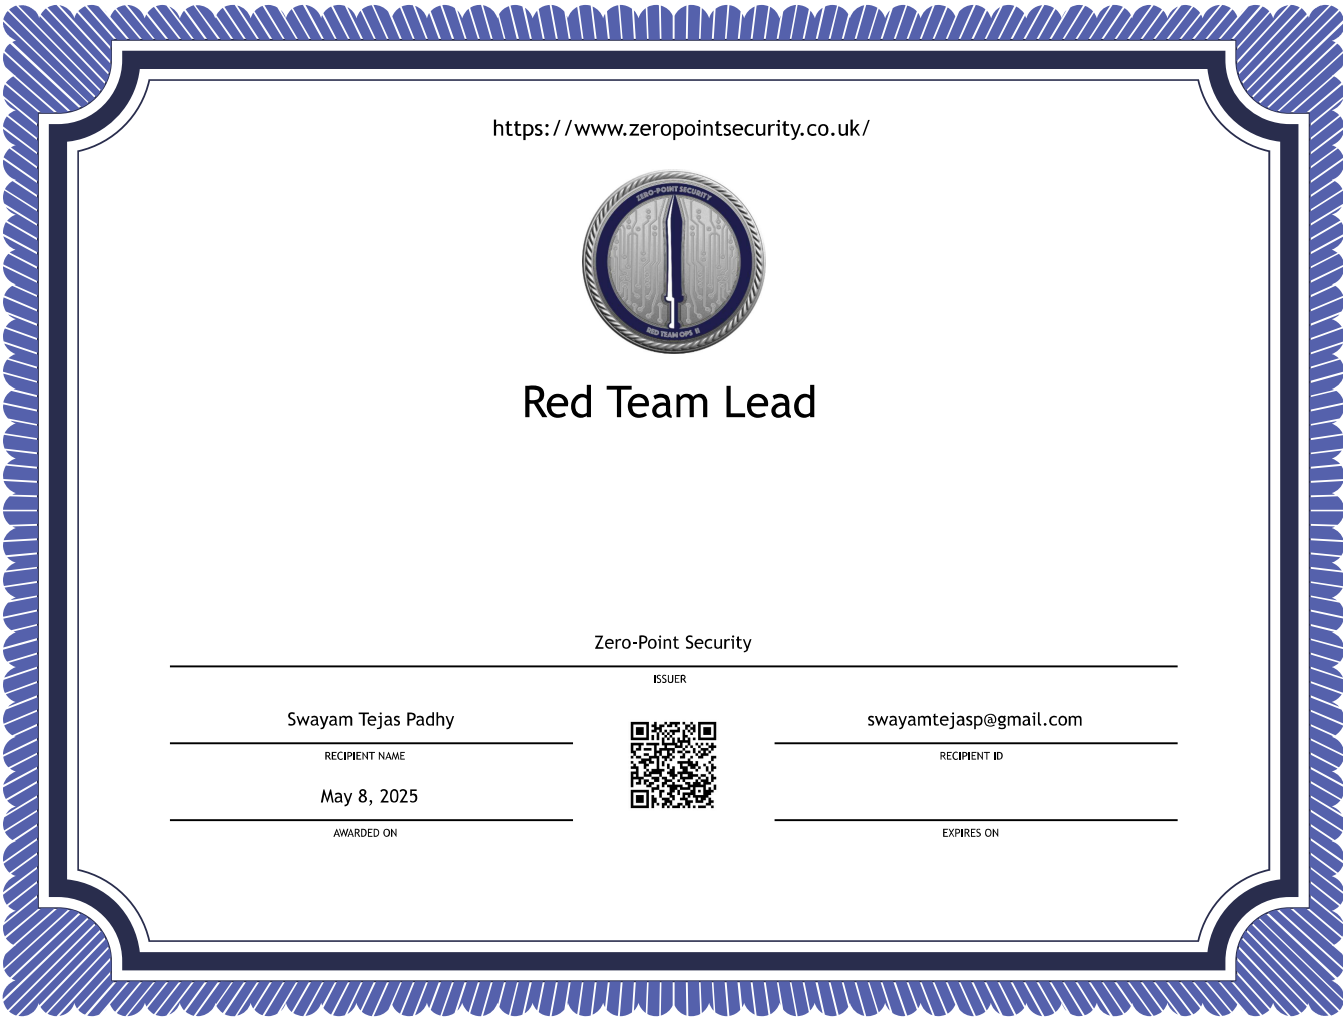 https://www.zeropointsecurity.co.uk/
ZERO-POINT SECURITY
RED TEAM OPS II
Red Team Lead
Zero-Point Security
ISSUER
Swayam Tejas Padhy
swayamtejasp@gmail.com
RECIPIENT NAME
RECIPIENT ID
May 8, 2025
AWARDED ON
EXPIRES ON